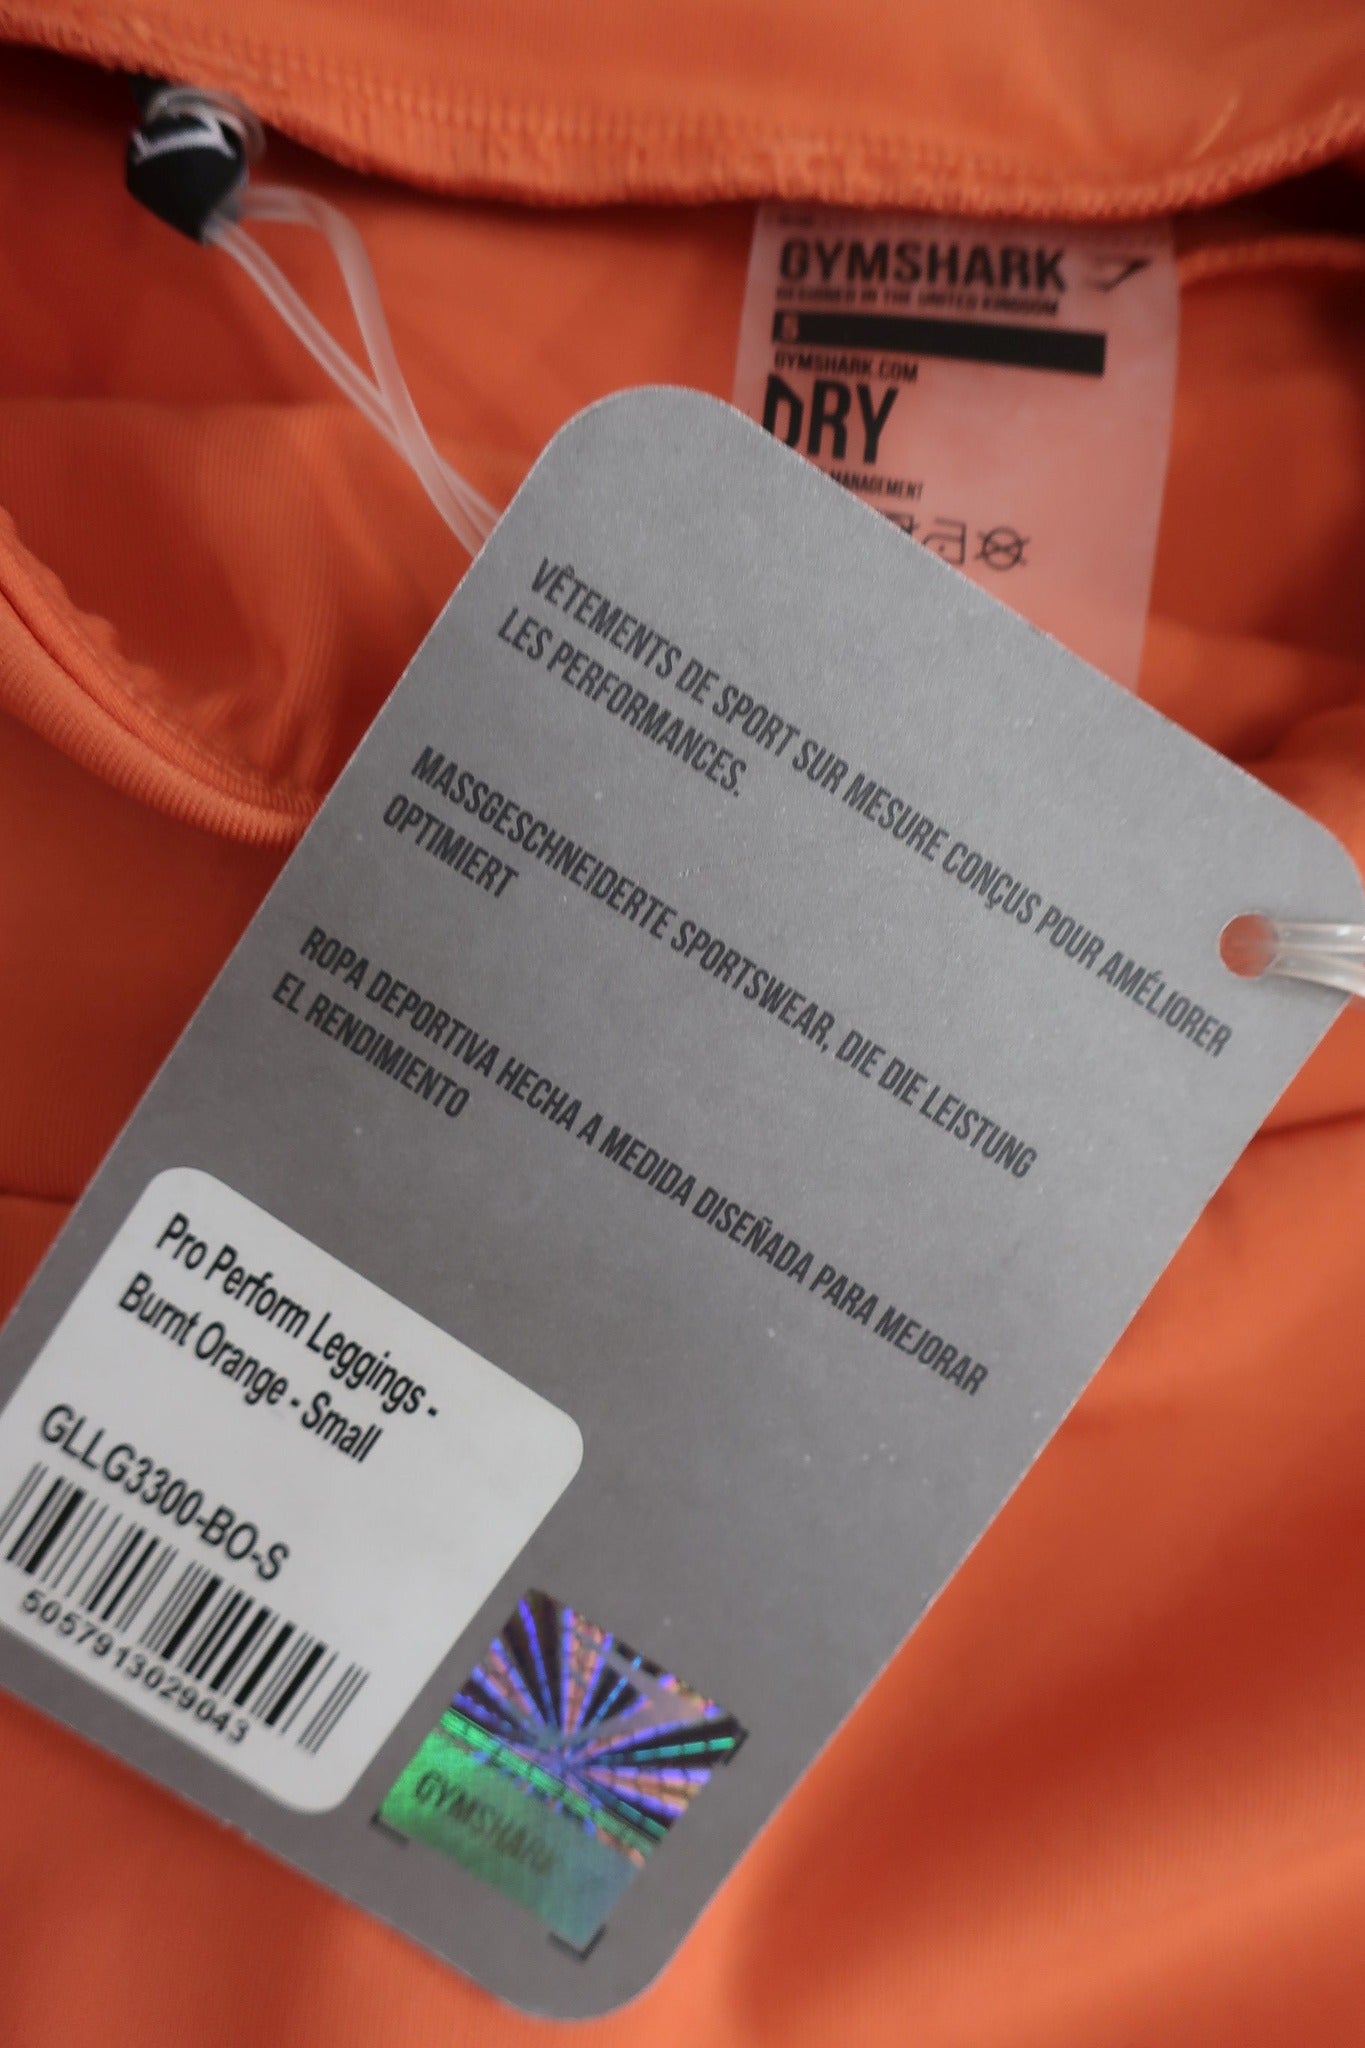 GYMSHARK
DESIGNED IN THE UNITED KINGDOM
S
GYMSHARK.COM
DRY
MANAGEMENT
VÊTEMENTS DE SPORT SUR MESURE CONÇUS POUR AMÉLIORER
LES PERFORMANCES.
MASSGESCHNEIDERTE SPORTSWEAR, DIE DIE LEISTUNG
OPTIMIERT
ROPA DEPORTIVA HECHA A MEDIDA DISEÑADA PARA MEJORAR
EL RENDIMIENTO
Pro Perform Leggings -
Burnt Orange - Small
GLLG3300-BO-S
5057913029043
GYMSHARK